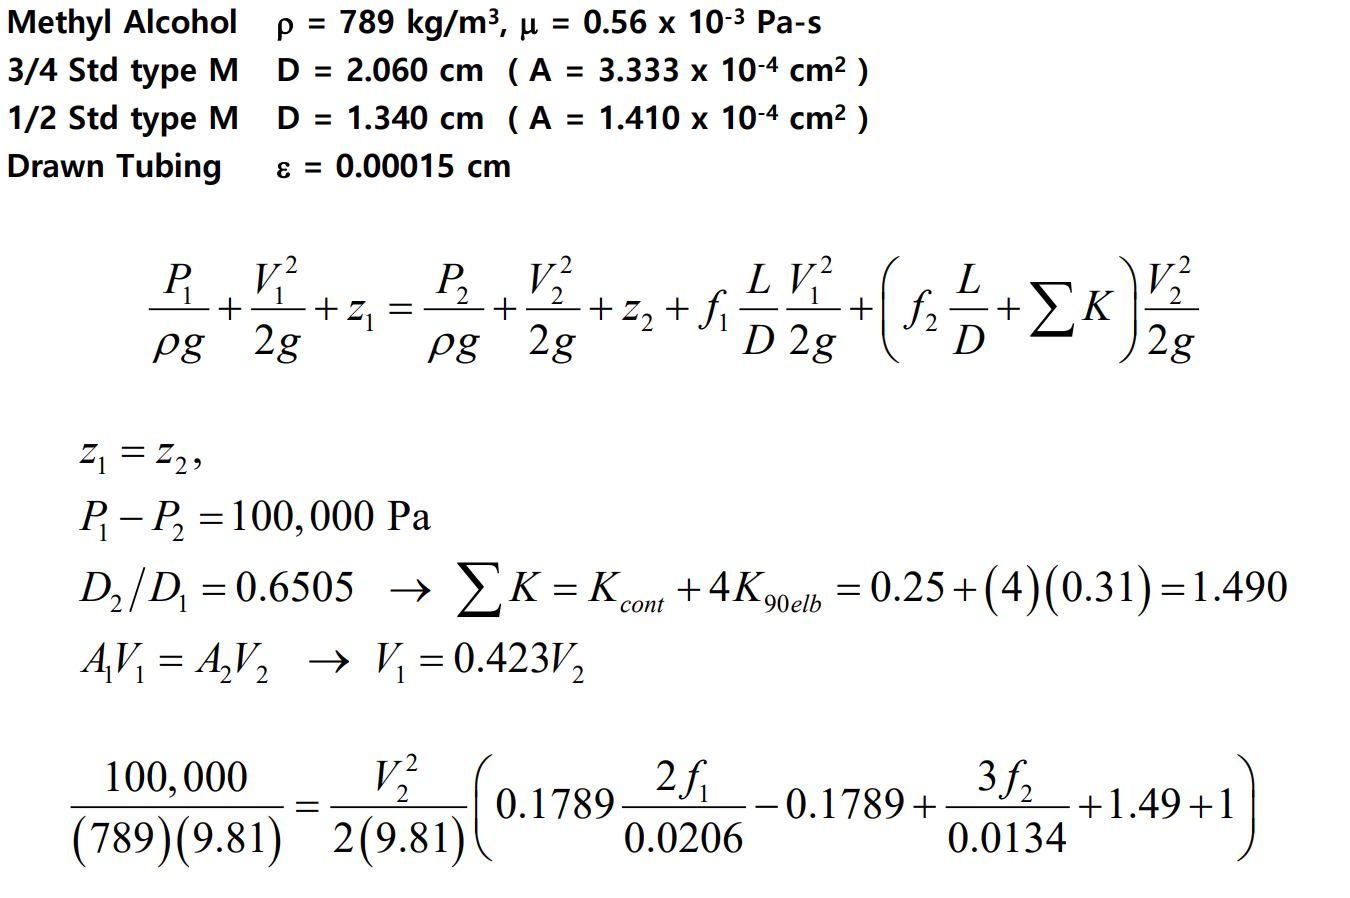 Methyl Alcohol ρ = 789 kg/m³, μ = 0.56 x 10⁻³ Pa-s
3/4 Std type M D = 2.060 cm ( A = 3.333 x 10⁻⁴ cm² )
1/2 Std type M D = 1.340 cm ( A = 1.410 x 10⁻⁴ cm² )
Drawn Tubing ε = 0.00015 cm
P₁/ρg + V₁²/2g + z₁ = P₂/ρg + V₂²/2g + z₂ + f₁ L/D V₁²/2g + (f₂ L/D + ∑K) V₂²/2g
z₁ = z₂,
P₁ − P₂ = 100,000 Pa
D₂/D₁ = 0.6505 → ∑K = K_cont + 4K_90elb = 0.25 + (4)(0.31) = 1.490
A₁V₁ = A₂V₂ → V₁ = 0.423V₂
100,000/(789)(9.81) = V₂²/2(9.81) (0.1789 2f₁/0.0206 − 0.1789 + 3f₂/0.0134 + 1.49 + 1)